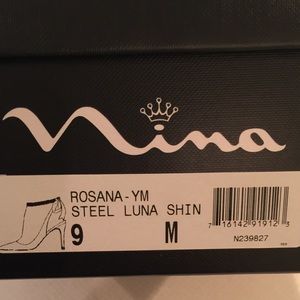 Nina
ROSANA-YM
STEEL LUNA SHIN
9 M
7 16142 91912 3
N239827